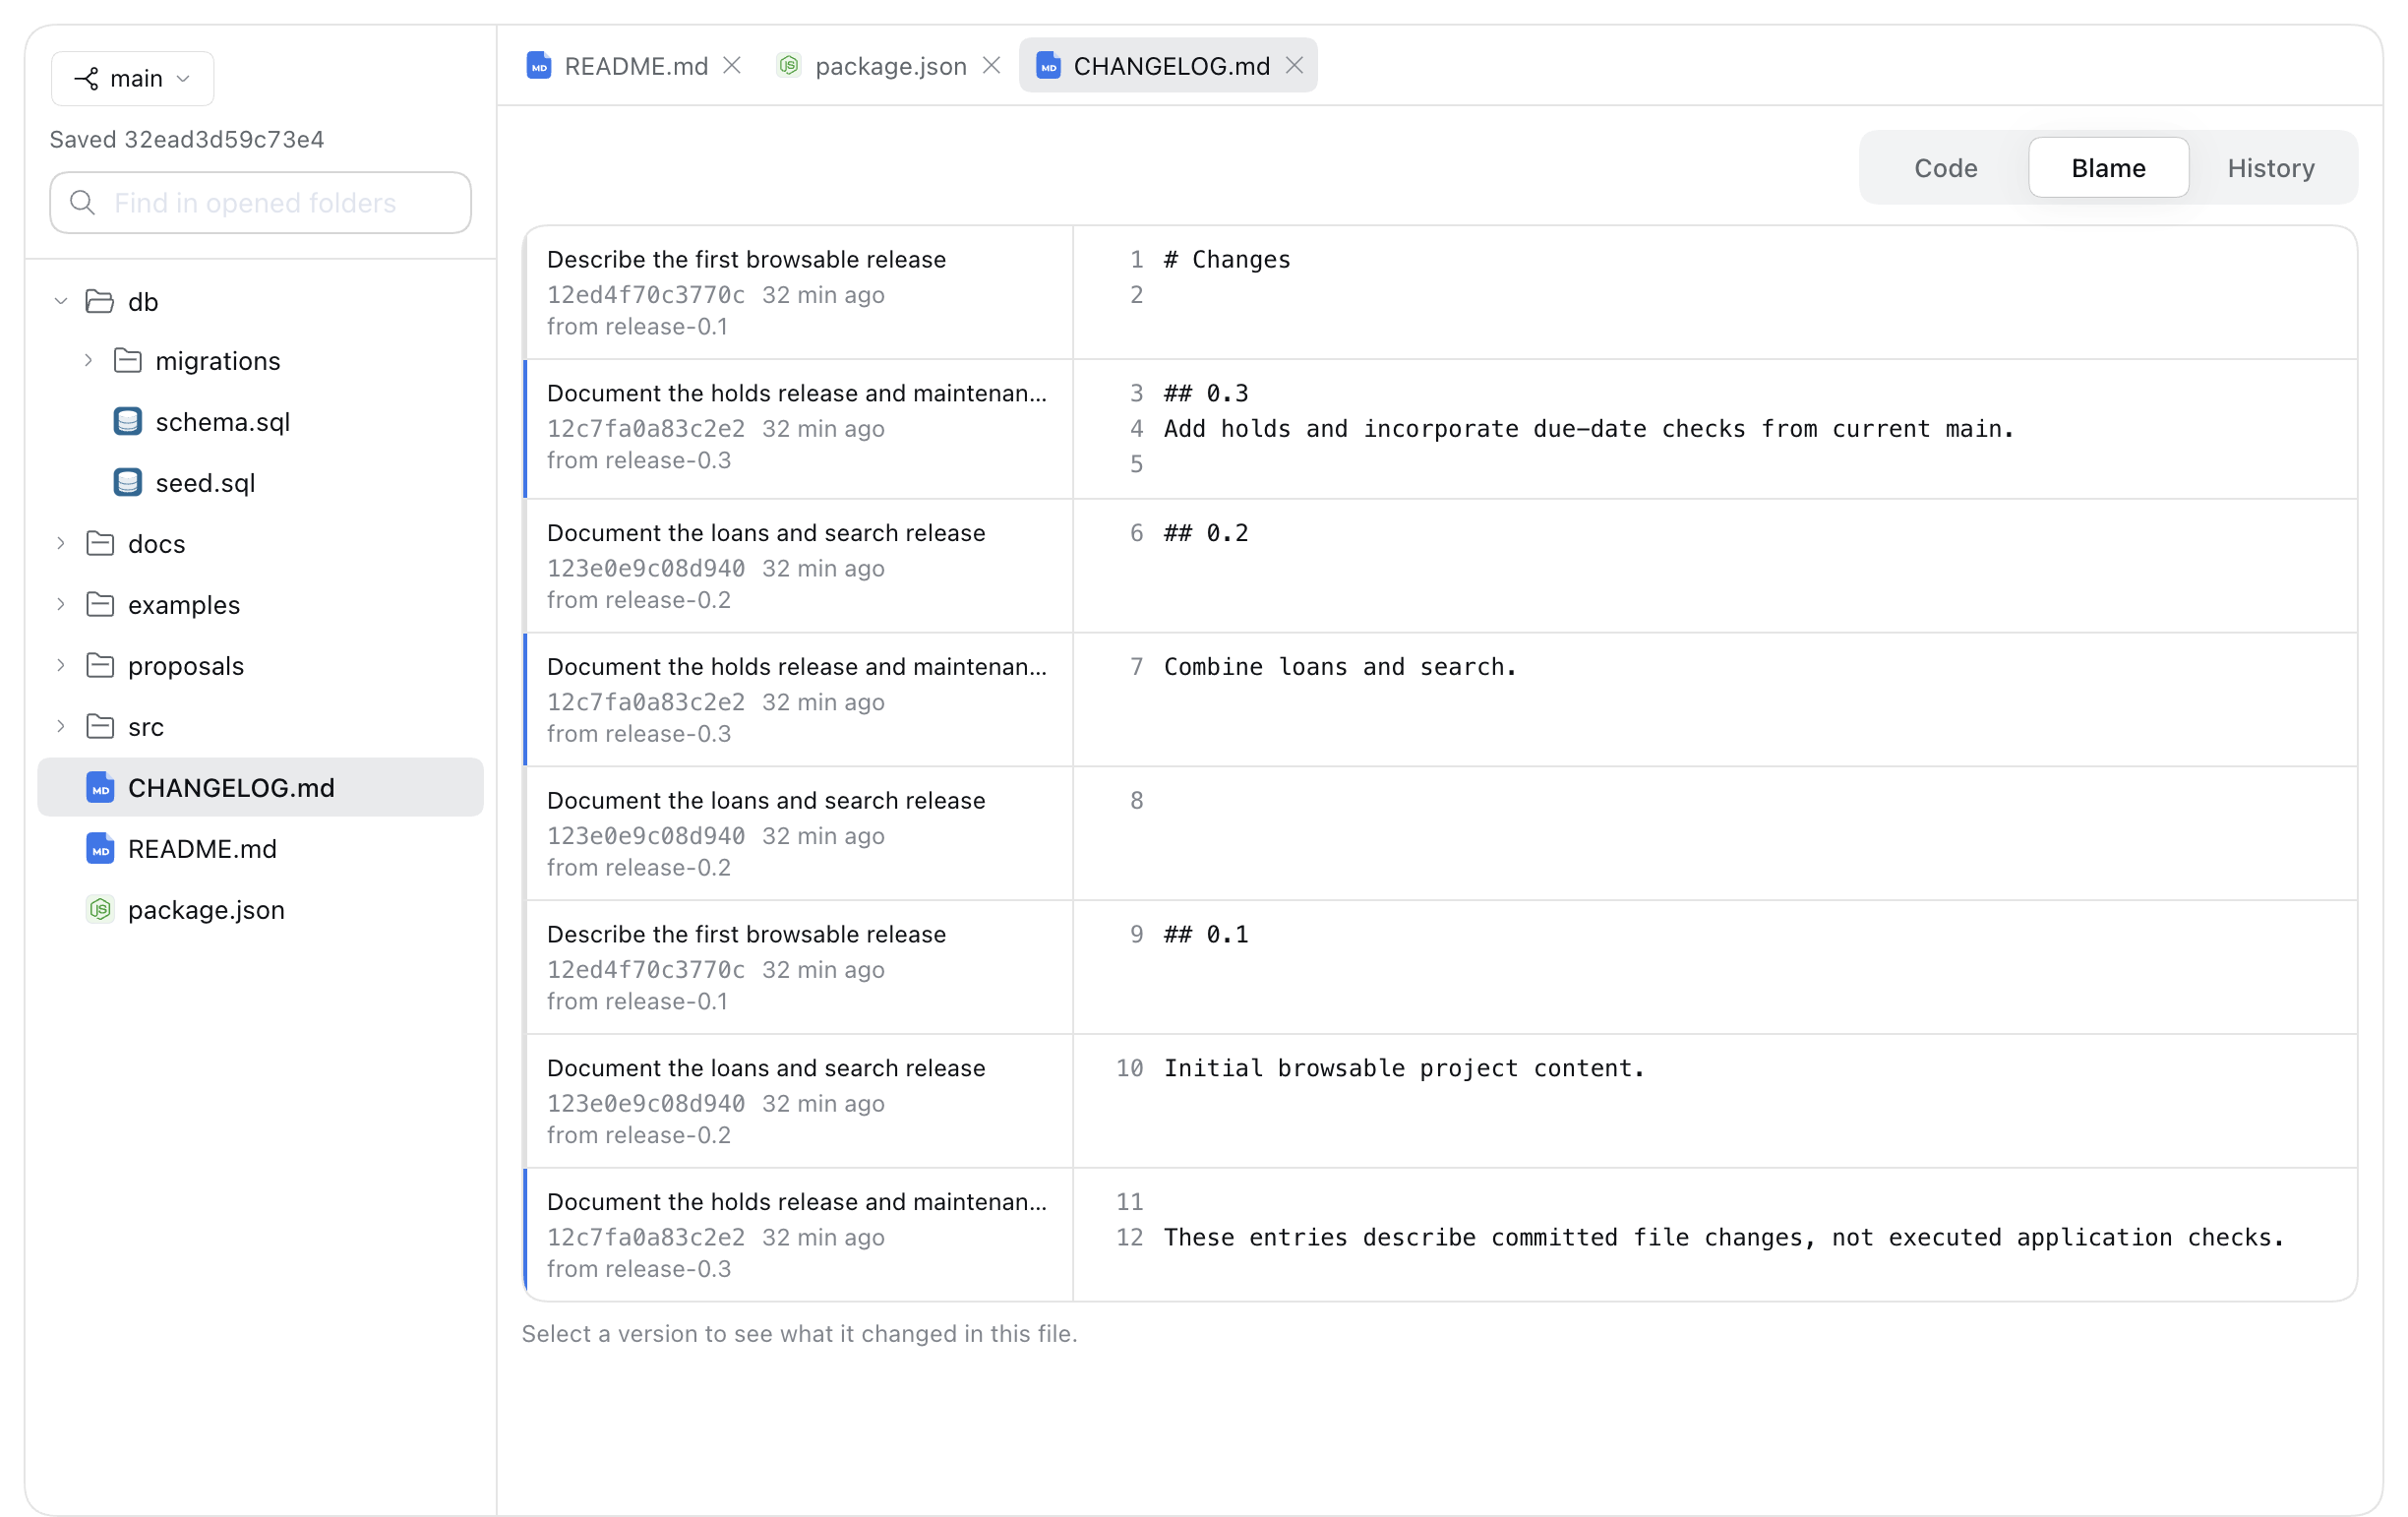 main
Saved 32ead3d59c73e4
Find in opened folders
db
migrations
schema.sql
seed.sql
docs
examples
proposals
src
CHANGELOG.md
README.md
package.json
README.md
package.json
CHANGELOG.md
Code
Blame
History
Describe the first browsable release
12ed4f70c3770c 32 min ago
from release-0.1
1 # Changes
2
Document the holds release and maintenan...
12c7fa0a83c2e2 32 min ago
from release-0.3
3 ## 0.3
4 Add holds and incorporate due-date checks from current main.
5
Document the loans and search release
123e0e9c08d940 32 min ago
from release-0.2
6 ## 0.2
Document the holds release and maintenan...
12c7fa0a83c2e2 32 min ago
from release-0.3
7 Combine loans and search.
Document the loans and search release
123e0e9c08d940 32 min ago
from release-0.2
8
Describe the first browsable release
12ed4f70c3770c 32 min ago
from release-0.1
9 ## 0.1
Document the loans and search release
123e0e9c08d940 32 min ago
from release-0.2
10 Initial browsable project content.
Document the holds release and maintenan...
12c7fa0a83c2e2 32 min ago
from release-0.3
11
12 These entries describe committed file changes, not executed application checks.
Select a version to see what it changed in this file.